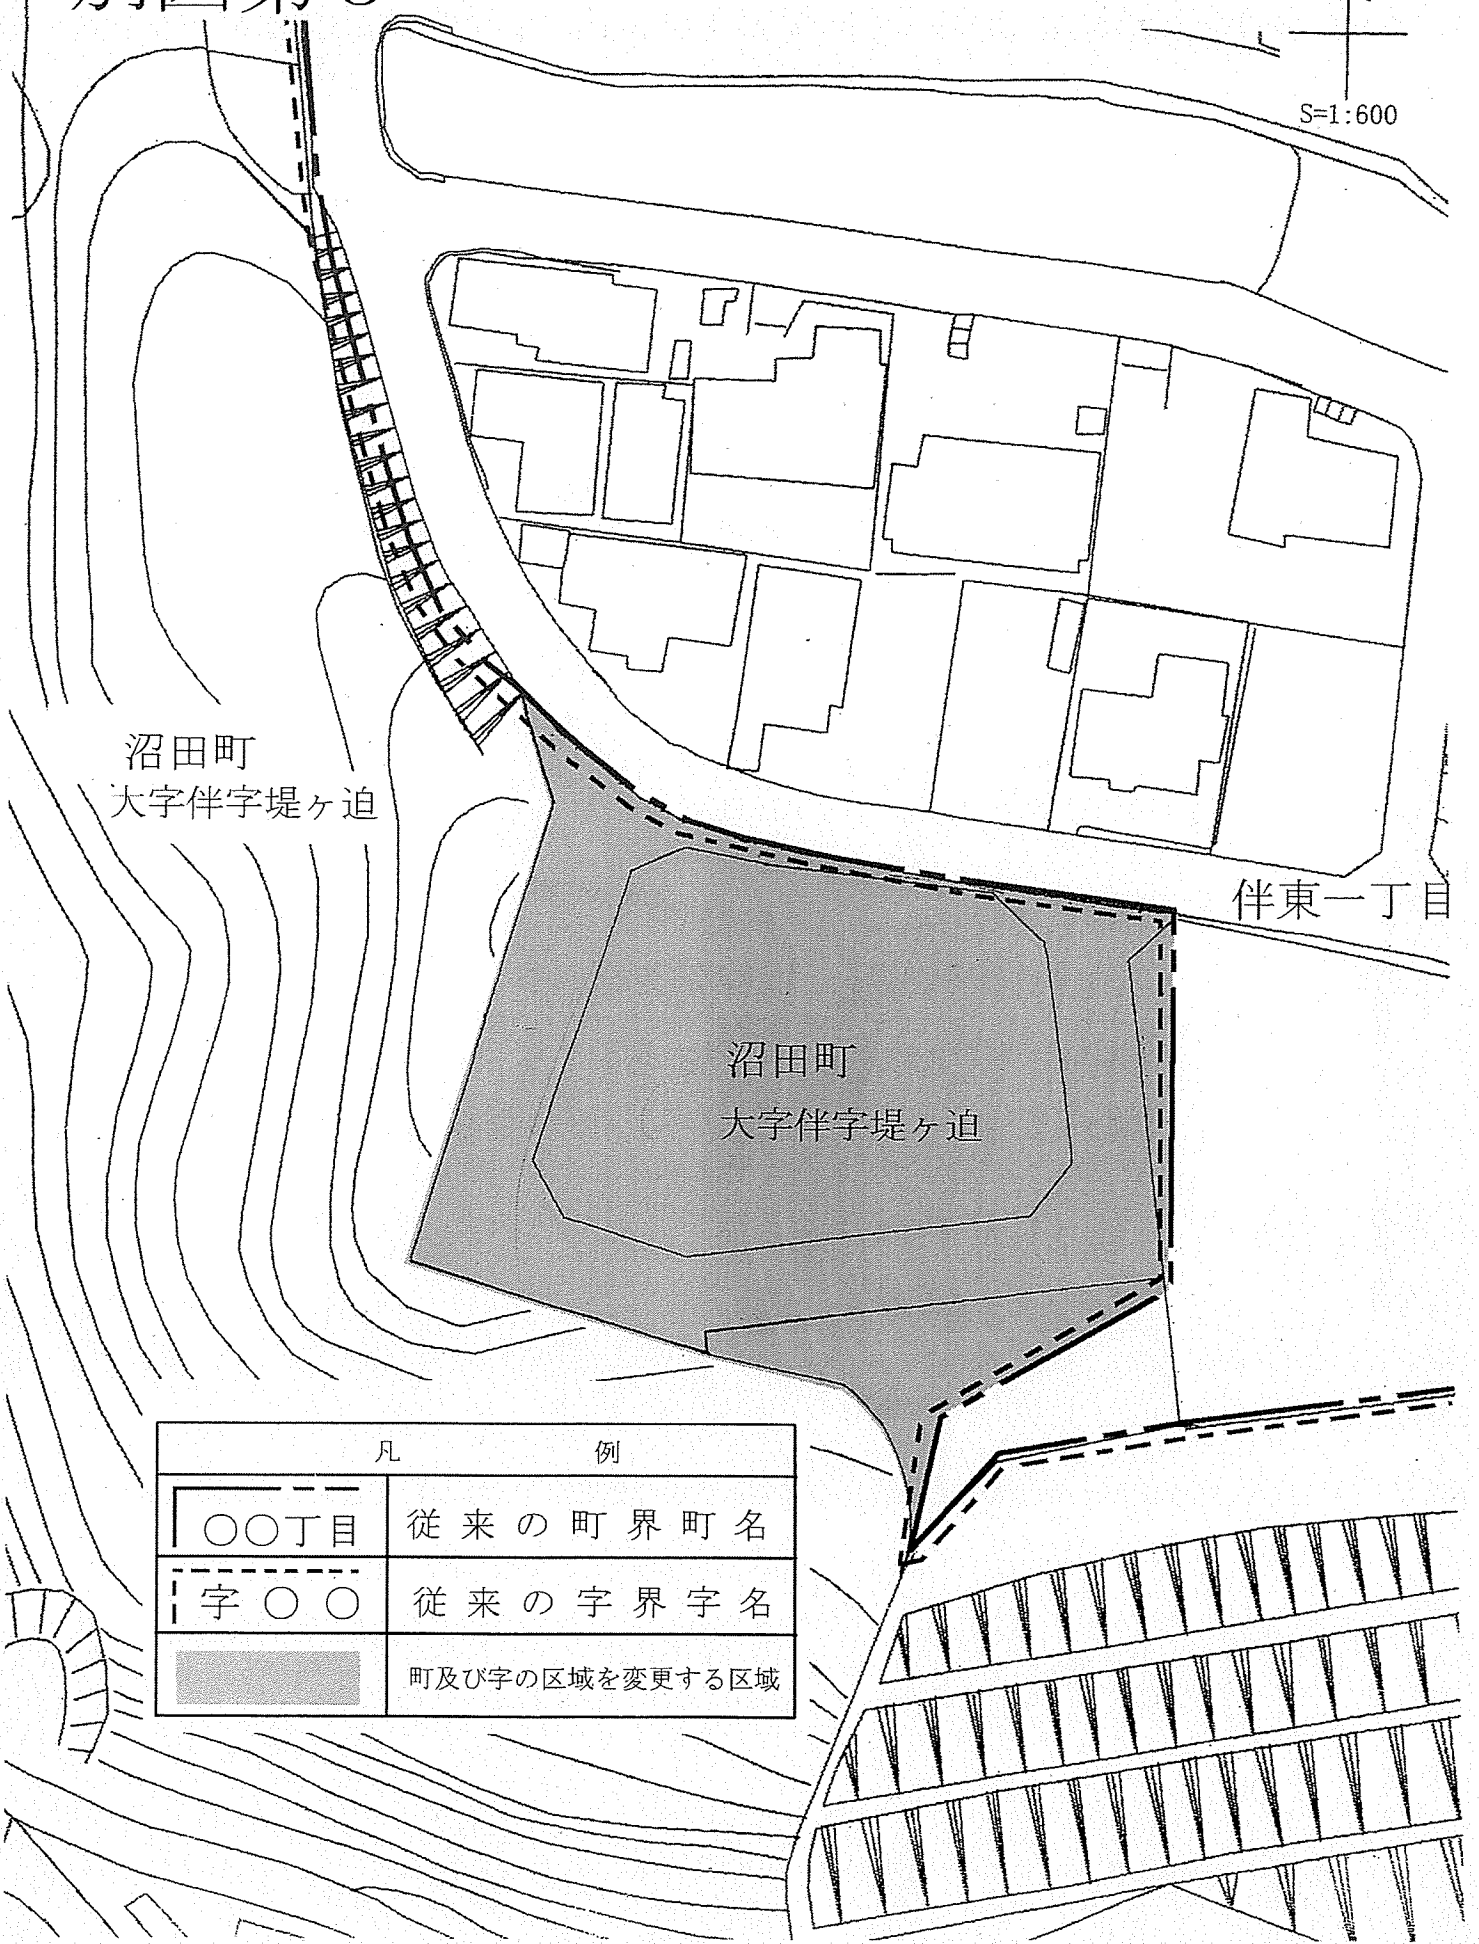 S=1:600
沼田町
大字伴字堤ヶ迫
伴東一丁目
沼田町
大字伴字堤ヶ迫
凡例
○○丁目 従来の町界町名
字○○ 従来の字界字名
町及び字の区域を変更する区域